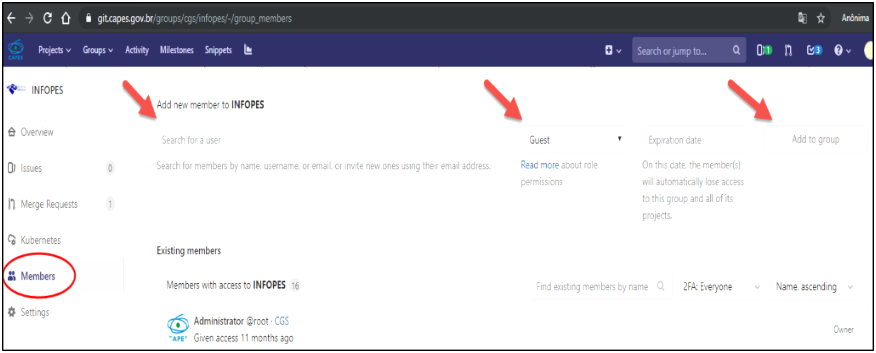 git.capes.gov.br/groups/cgs/infopes/-/group_members
Anônima
CAPES
Projects Groups Activity Milestones Snippets
Search or jump to...
1
3
INFOPES
Add new member to INFOPES
Overview
Search for a user
Guest
Expiration date
Add to group
Issues 0
Search for members by name, username, or email, or invite new ones using their email address.
Read more about role
permissions
On this date, the member(s)
will automatically lose access
to this group and all of its
projects.
Merge Requests 1
Kubernetes
Existing members
Members
Members with access to INFOPES 16
Find existing members by name
2FA: Everyone
Name, ascending
Settings
Administrator @root · CGS
Given access 11 months ago
Owner